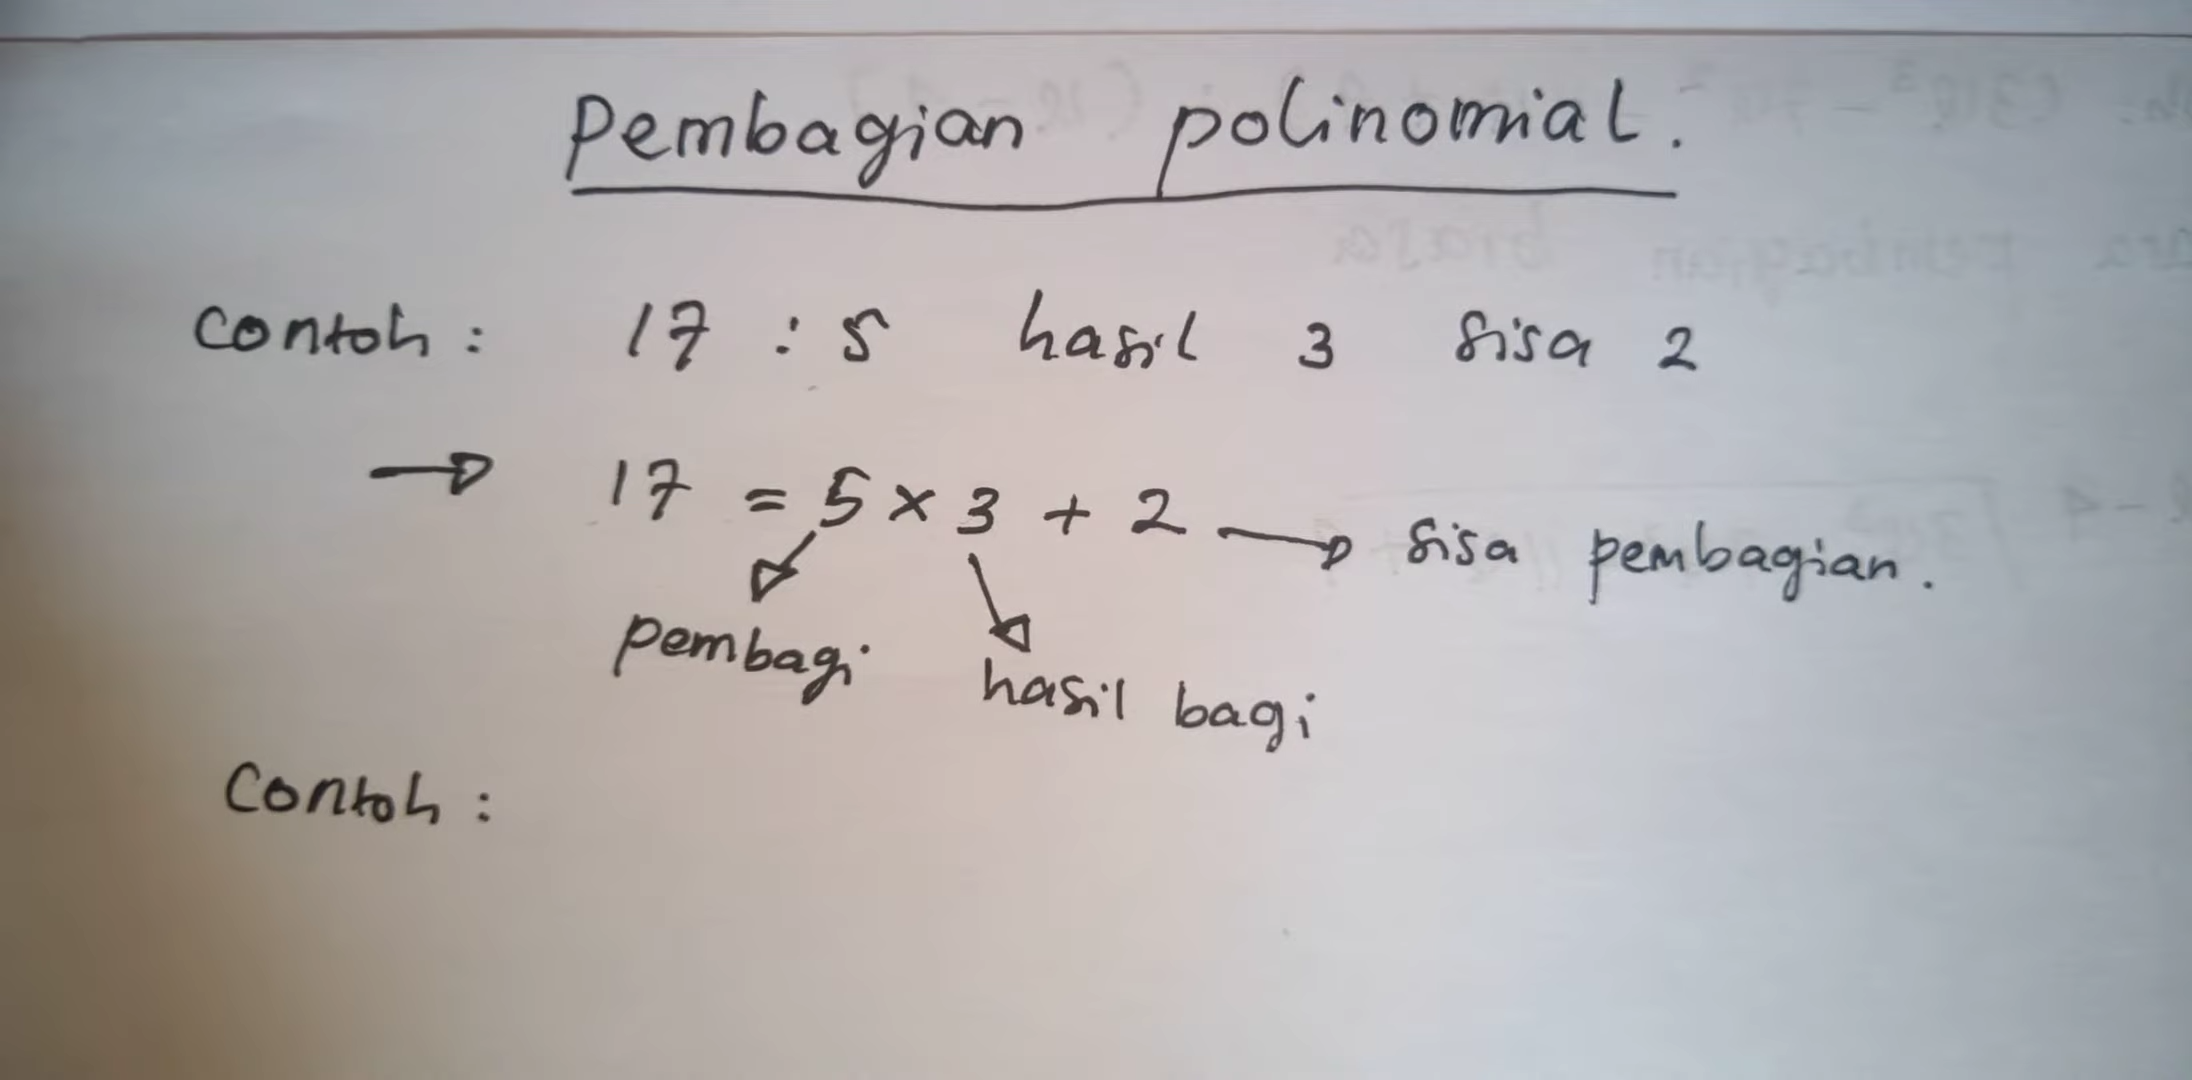 Pembagian polinomial.
Contoh : 17 : 5 hasil 3 sisa 2
→ 17 = 5 × 3 + 2 → sisa pembagian.
pembagi hasil bagi
Contoh :